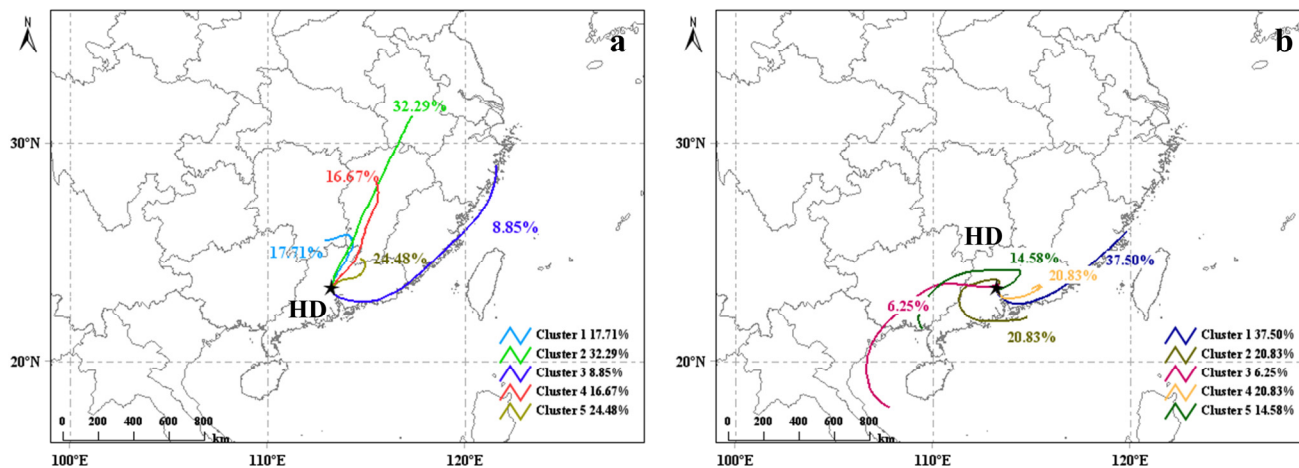 N
a
32.29%
30°N
16.67%
8.85%
17.71%
24.48%
HD
Cluster 1 17.71%
Cluster 2 32.29%
20°N
Cluster 3 8.85%
Cluster 4 16.67%
Cluster 5 24.48%
0 200 400 600 800
km
100°E 110°E 120°E
N
b
30°N
HD
14.58%
37.50%
20.83%
6.25%
20.83%
Cluster 1 37.50%
Cluster 2 20.83%
20°N
Cluster 3 6.25%
Cluster 4 20.83%
Cluster 5 14.58%
0 200 400 600 800
km
100°E 110°E 120°E